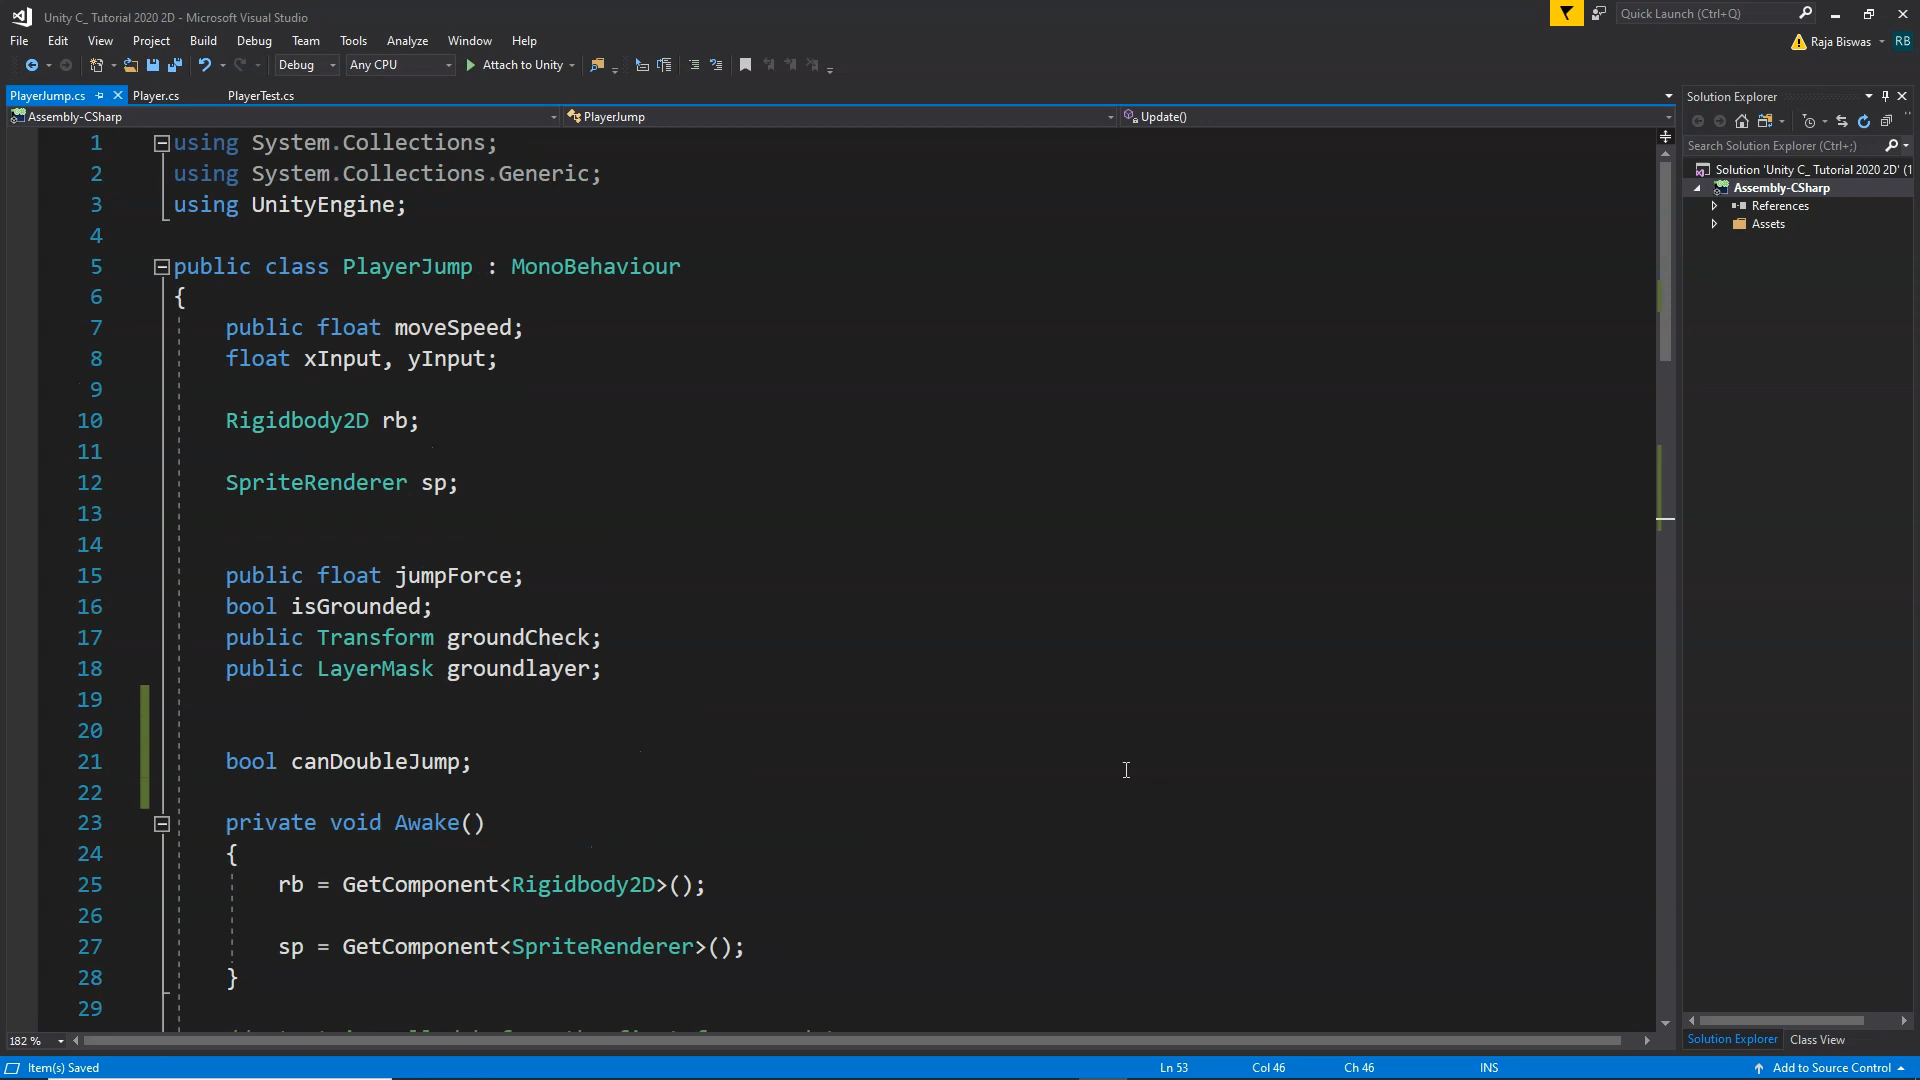 Unity C_ Tutorial 2020 2D - Microsoft Visual Studio
Quick Launch (Ctrl+Q)
File Edit View Project Build Debug Team Tools Analyze Window Help
Raja Biswas RB
Debug Any CPU Attach to Unity
PlayerJump.cs Player.cs PlayerTest.cs
Assembly-CSharp PlayerJump Update()
1 using System.Collections;
2 using System.Collections.Generic;
3 using UnityEngine;
4
5 public class PlayerJump : MonoBehaviour
6 {
7 public float moveSpeed;
8 float xInput, yInput;
9
10 Rigidbody2D rb;
11
12 SpriteRenderer sp;
13
14
15 public float jumpForce;
16 bool isGrounded;
17 public Transform groundCheck;
18 public LayerMask groundlayer;
19
20
21 bool canDoubleJump;
22
23 private void Awake()
24 {
25 rb = GetComponent<Rigidbody2D>();
26
27 sp = GetComponent<SpriteRenderer>();
28 }
29
182 %
Solution Explorer
Search Solution Explorer (Ctrl+;)
Solution 'Unity C_ Tutorial 2020 2D' (1
Assembly-CSharp
References
Assets
Solution Explorer Class View
Item(s) Saved Ln 53 Col 46 Ch 46 INS Add to Source Control